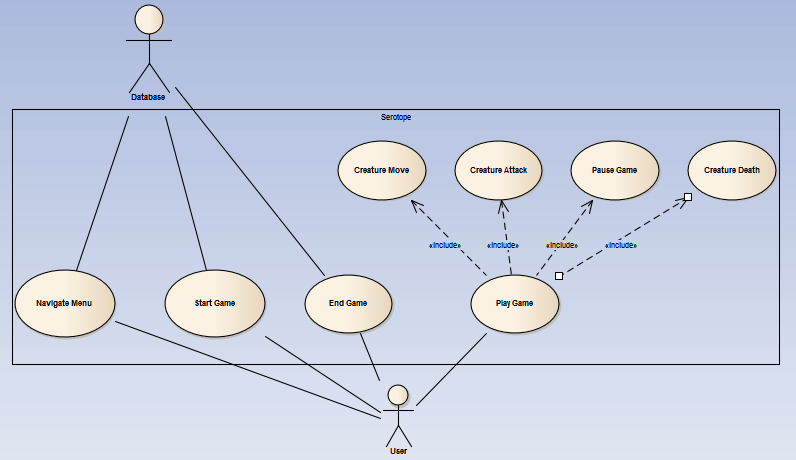 Database
Serotope
Creature Move
Creature Attack
Pause Game
Creature Death
«include»
«include»
«include»
«include»
Navigate Menu
Start Game
End Game
Play Game
User